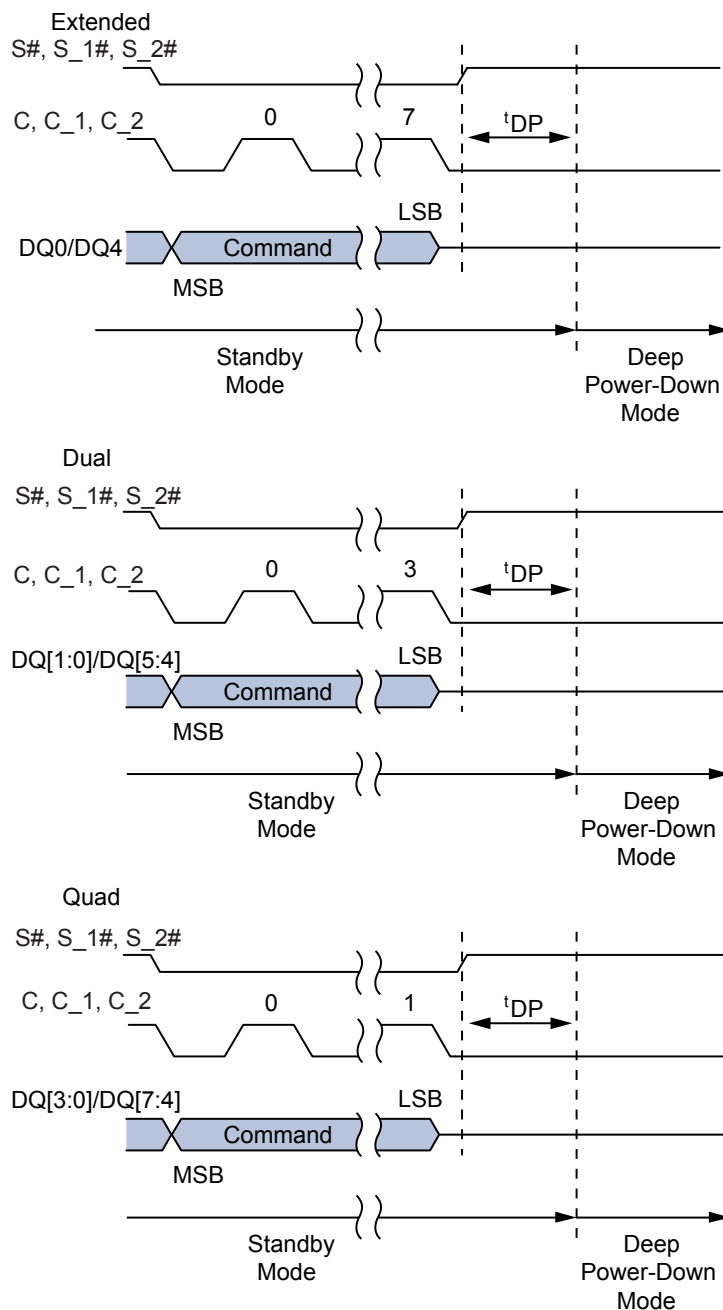 Extended
S#, S_1#, S_2#
C, C_1, C_2
0
7
tDP
LSB
DQ0/DQ4
Command
MSB
Standby
Mode
Deep
Power-Down
Mode
Dual
S#, S_1#, S_2#
C, C_1, C_2
0
3
tDP
DQ[1:0]/DQ[5:4]
LSB
Command
MSB
Standby
Mode
Deep
Power-Down
Mode
Quad
S#, S_1#, S_2#
C, C_1, C_2
0
1
tDP
DQ[3:0]/DQ[7:4]
LSB
Command
MSB
Standby
Mode
Deep
Power-Down
Mode